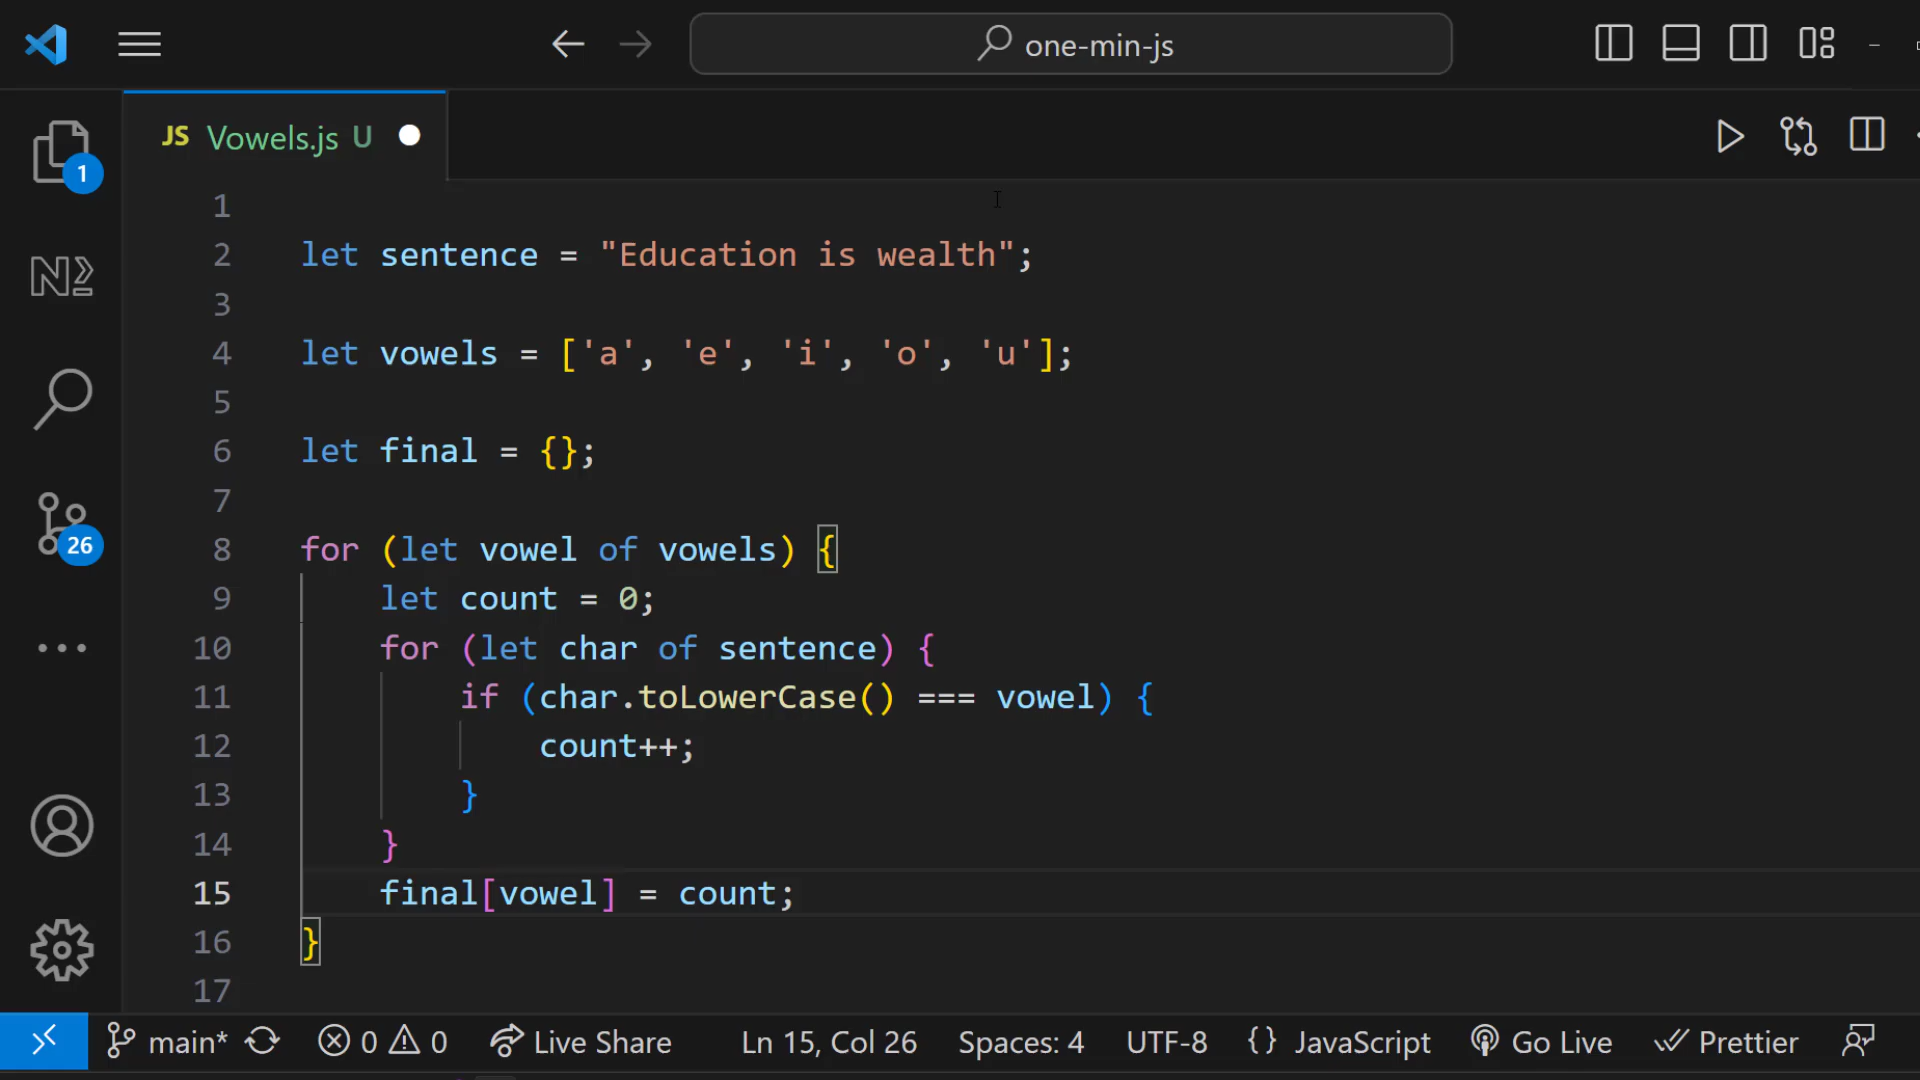 one-min-js
JS Vowels.js U
1
1
2 let sentence = "Education is wealth";
3
4 let vowels = ['a', 'e', 'i', 'o', 'u'];
5
6 let final = {};
7
8 for (let vowel of vowels) {
9 let count = 0;
10 for (let char of sentence) {
11 if (char.toLowerCase() === vowel) {
12 count++;
13 }
14 }
15 final[vowel] = count;
16 }
17
26
main* 0 0 Live Share Ln 15, Col 26 Spaces: 4 UTF-8 {} JavaScript Go Live Prettier